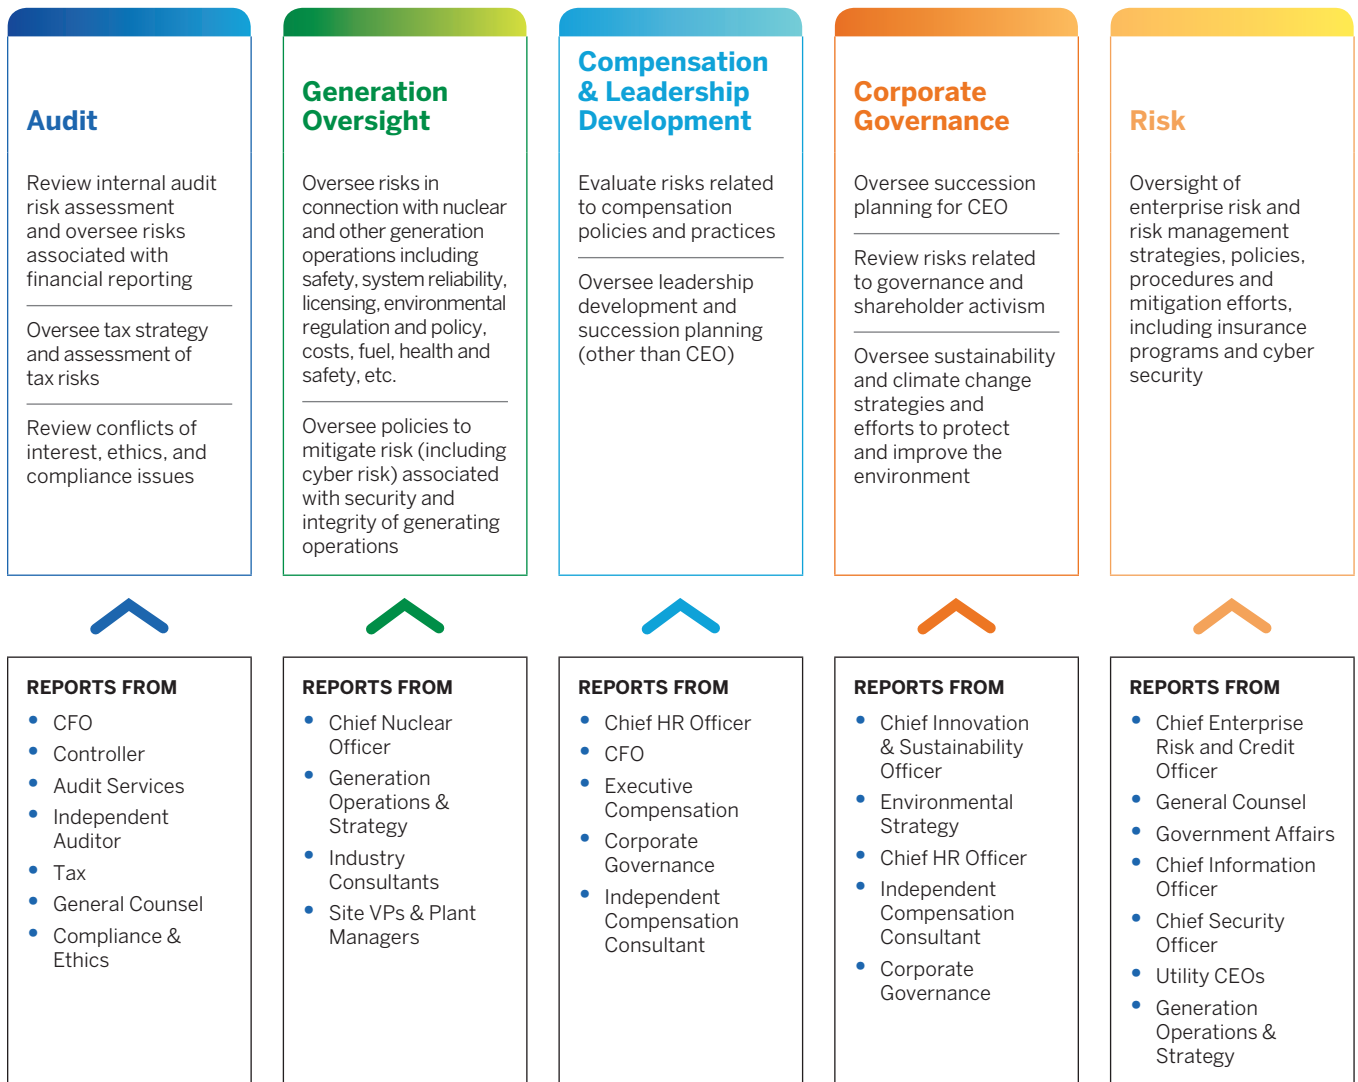 Audit
Review internal audit
risk assessment
and oversee risks
associated with
financial reporting
Oversee tax strategy
and assessment of
tax risks
Review conflicts of
interest, ethics, and
compliance issues
Generation
Oversight
Oversee risks in
connection with nuclear
and other generation
operations including
safety, system reliability,
licensing, environmental
regulation and policy,
costs, fuel, health and
safety, etc.
Oversee policies to
mitigate risk (including
cyber risk) associated
with security and
integrity of generating
operations
Compensation
& Leadership
Development
Evaluate risks related
to compensation
policies and practices
Oversee leadership
development and
succession planning
(other than CEO)
Corporate
Governance
Oversee succession
planning for CEO
Review risks related
to governance and
shareholder activism
Oversee sustainability
and climate change
strategies and
efforts to protect
and improve the
environment
Risk
Oversight of
enterprise risk and
risk management
strategies, policies,
procedures and
mitigation efforts,
including insurance
programs and cyber
security
REPORTS FROM
• CFO
• Controller
• Audit Services
• Independent
Auditor
• Tax
• General Counsel
• Compliance &
Ethics
REPORTS FROM
• Chief Nuclear
Officer
• Generation
Operations &
Strategy
• Industry
Consultants
• Site VPs & Plant
Managers
REPORTS FROM
• Chief HR Officer
• CFO
• Executive
Compensation
• Corporate
Governance
• Independent
Compensation
Consultant
REPORTS FROM
• Chief Innovation
& Sustainability
Officer
• Environmental
Strategy
• Chief HR Officer
• Independent
Compensation
Consultant
• Corporate
Governance
REPORTS FROM
• Chief Enterprise
Risk and Credit
Officer
• General Counsel
• Government Affairs
• Chief Information
Officer
• Chief Security
Officer
• Utility CEOs
• Generation
Operations &
Strategy